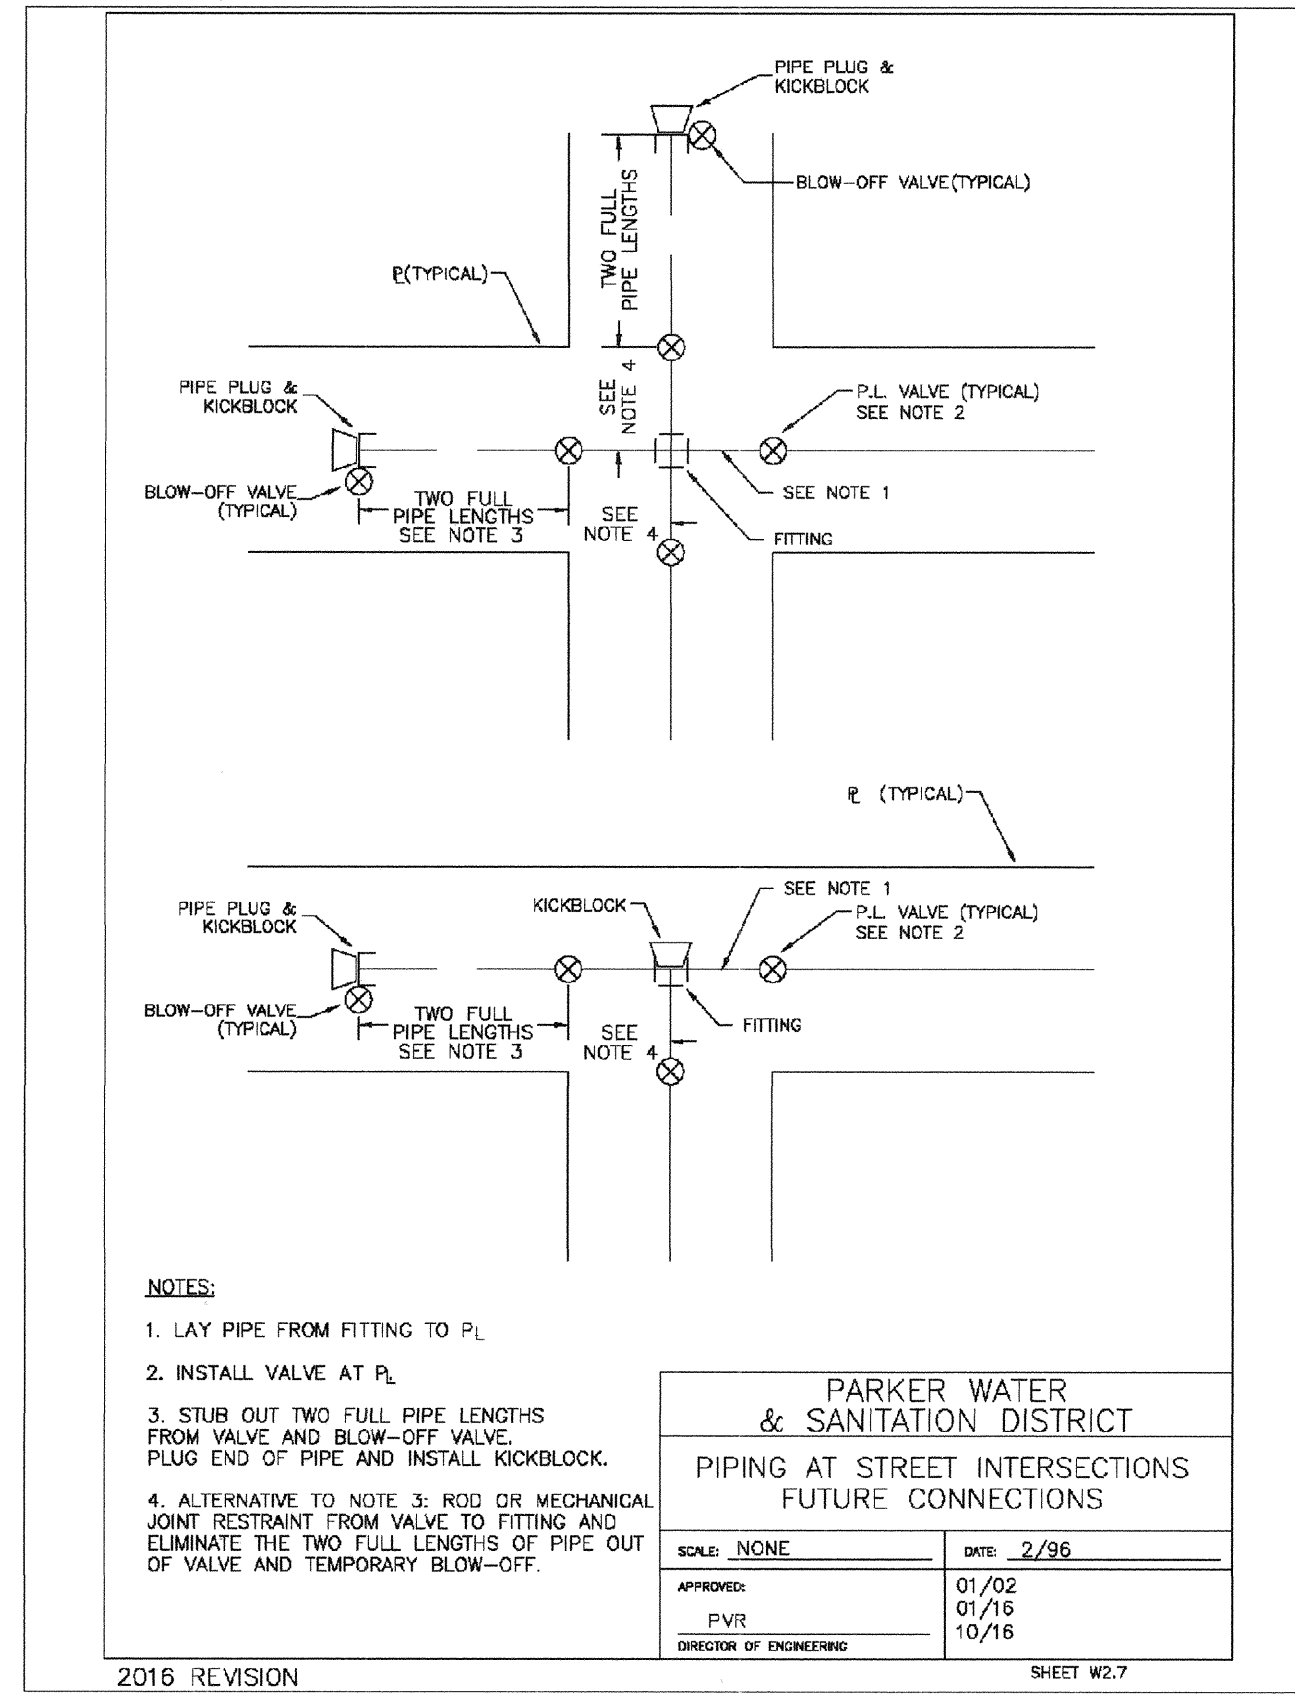 PIPE PLUG &
KICKBLOCK
BLOW-OFF VALVE(TYPICAL)
TWO FULL
PIPE LENGTHS
PL(TYPICAL)
SEE
NOTE 4
PIPE PLUG &
KICKBLOCK
P.L. VALVE (TYPICAL)
SEE NOTE 2
BLOW-OFF VALVE
(TYPICAL)
TWO FULL
PIPE LENGTHS
SEE NOTE 3
SEE
NOTE 4
SEE NOTE 1
FITTING
PL (TYPICAL)
PIPE PLUG &
KICKBLOCK
KICKBLOCK
SEE NOTE 1
P.L. VALVE (TYPICAL)
SEE NOTE 2
BLOW-OFF VALVE
(TYPICAL)
TWO FULL
PIPE LENGTHS
SEE NOTE 3
SEE
NOTE 4
FITTING
NOTES:
1. LAY PIPE FROM FITTING TO PL
2. INSTALL VALVE AT PL
3. STUB OUT TWO FULL PIPE LENGTHS
FROM VALVE AND BLOW-OFF VALVE.
PLUG END OF PIPE AND INSTALL KICKBLOCK.
4. ALTERNATIVE TO NOTE 3: ROD OR MECHANICAL
JOINT RESTRAINT FROM VALVE TO FITTING AND
ELIMINATE THE TWO FULL LENGTHS OF PIPE OUT
OF VALVE AND TEMPORARY BLOW-OFF.
PARKER WATER
& SANITATION DISTRICT
PIPING AT STREET INTERSECTIONS
FUTURE CONNECTIONS
SCALE: NONE
DATE: 2/96
APPROVED:
PVR
DIRECTOR OF ENGINEERING
01/02
01/16
10/16
2016 REVISION
SHEET W2.7